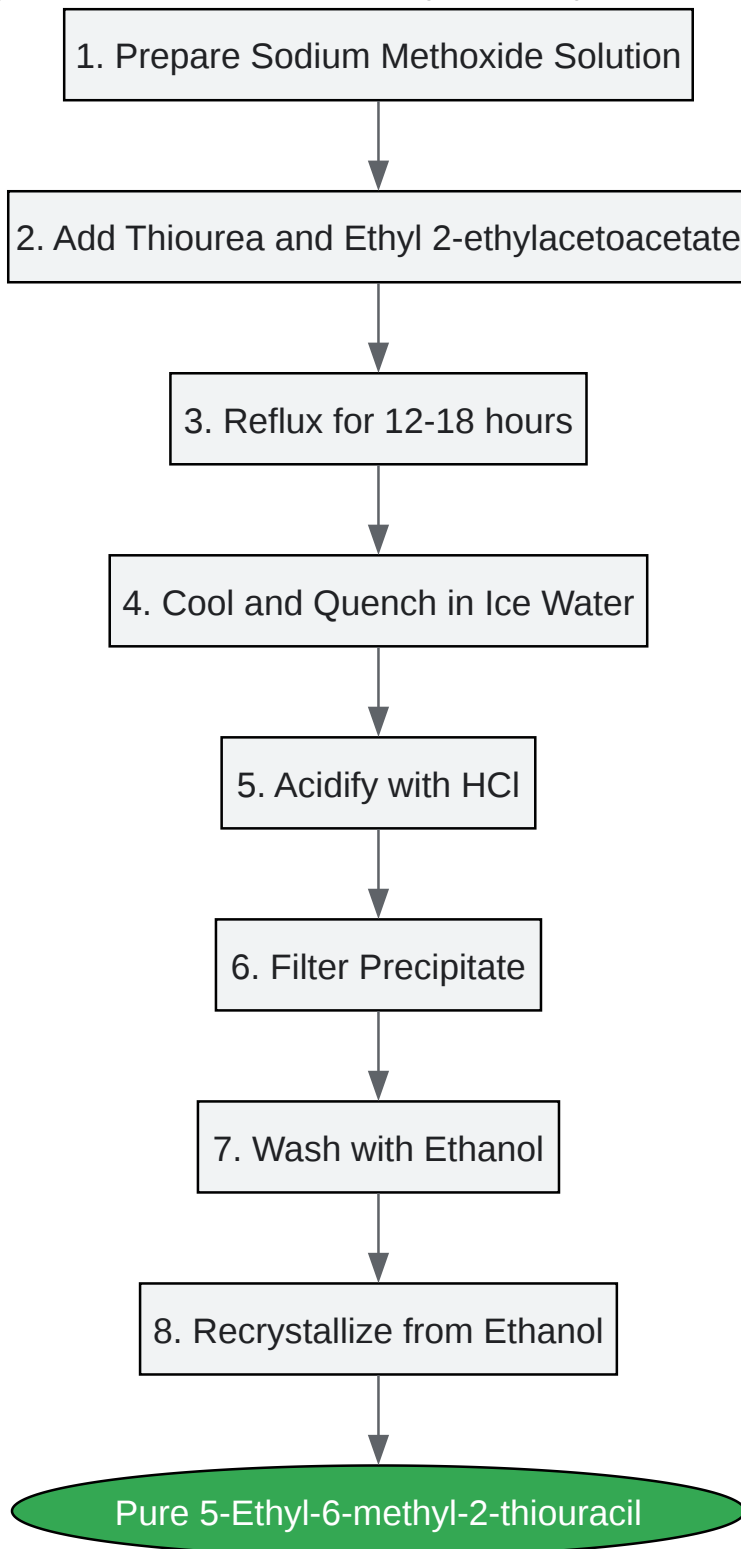 1. Prepare Sodium Methoxide Solution
2. Add Thiourea and Ethyl 2-ethylacetoacetate
3. Reflux for 12-18 hours
4. Cool and Quench in Ice Water
5. Acidify with HCl
6. Filter Precipitate
7. Wash with Ethanol
8. Recrystallize from Ethanol
Pure 5-Ethyl-6-methyl-2-thiouracil